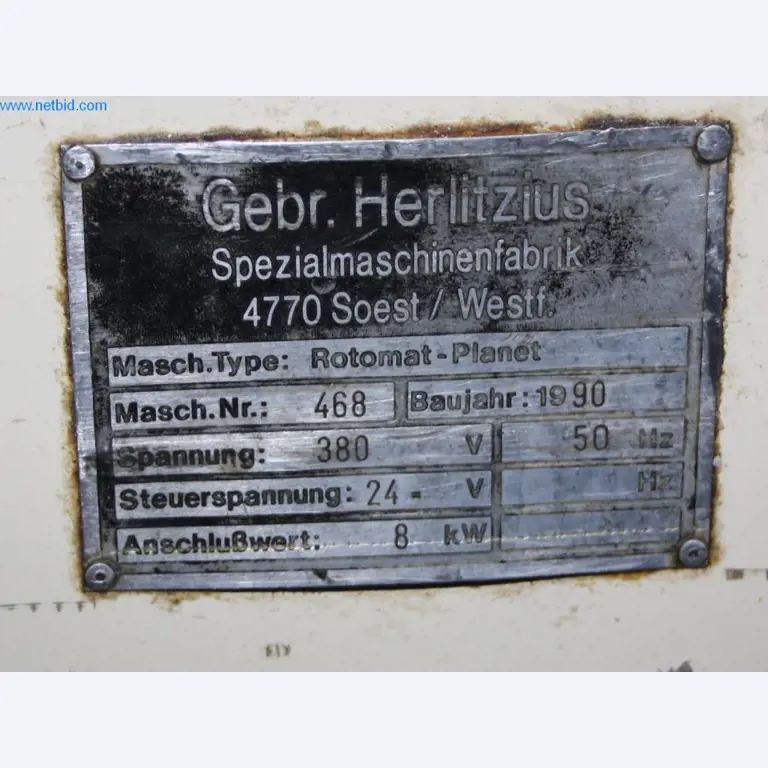 www.netbid.com
Gebr. Herlitzius
Spezialmaschinenfabrik
4770 Soest / Westf.
Masch.Type: Rotomat-Planet
Masch.Nr.: 468 Baujahr: 1990
Spannung: 380 V 50 Hz
Steuerspannung: 24 = V Hz
Anschlußwert: 8 kW